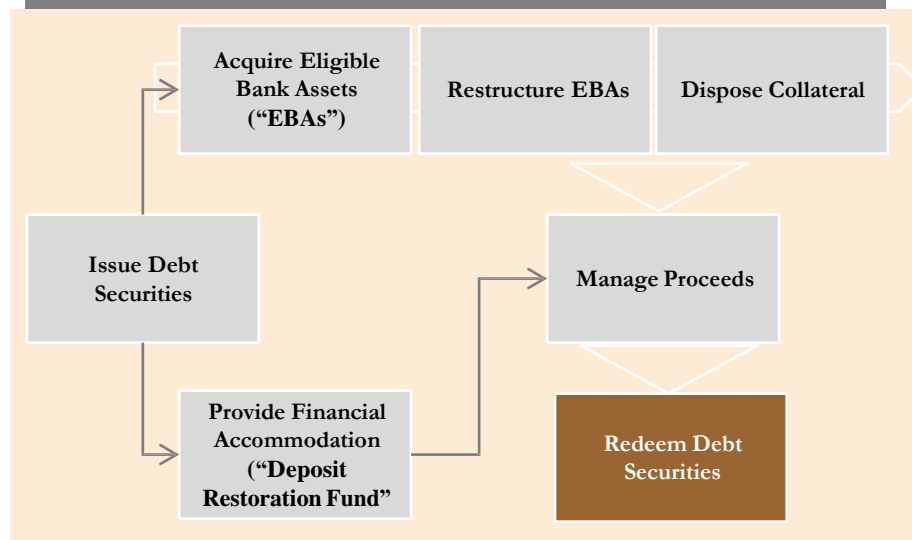 Acquire Eligible
Bank Assets
(“EBAs”)
Restructure EBAs
Dispose Collateral
Issue Debt
Securities
Manage Proceeds
Provide Financial
Accommodation
(“Deposit
Restoration Fund”
Redeem Debt
Securities